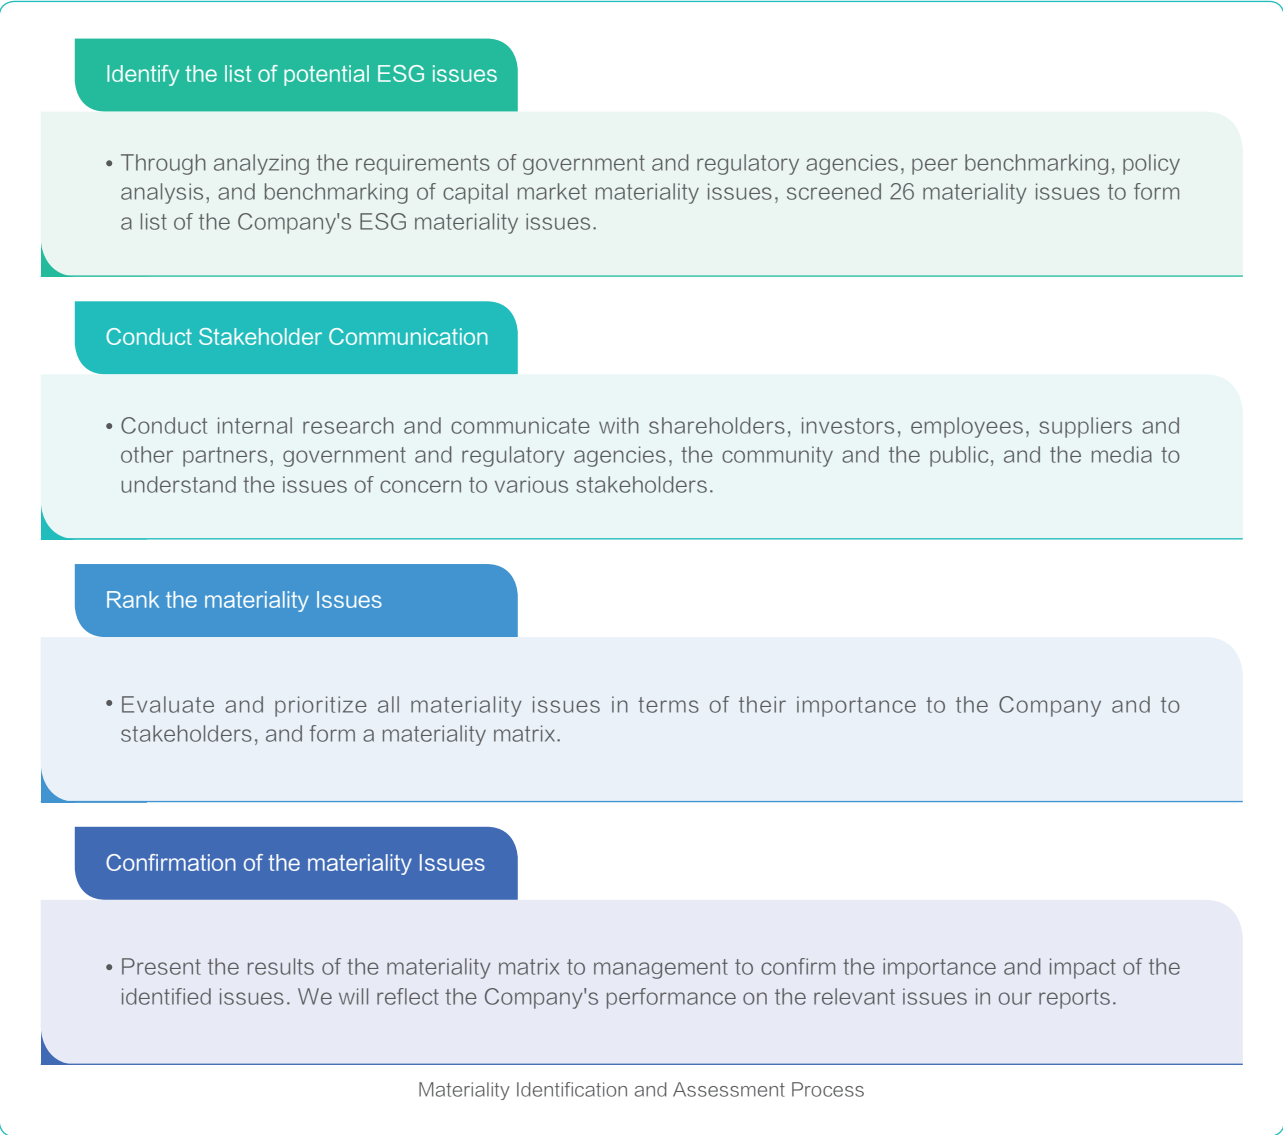 Identify the list of potential ESG issues
• Through analyzing the requirements of government and regulatory agencies, peer benchmarking, policy
analysis, and benchmarking of capital market materiality issues, screened 26 materiality issues to form
a list of the Company's ESG materiality issues.
Conduct Stakeholder Communication
• Conduct internal research and communicate with shareholders, investors, employees, suppliers and
other partners, government and regulatory agencies, the community and the public, and the media to
understand the issues of concern to various stakeholders.
Rank the materiality Issues
• Evaluate and prioritize all materiality issues in terms of their importance to the Company and to
stakeholders, and form a materiality matrix.
Confirmation of the materiality Issues
• Present the results of the materiality matrix to management to confirm the importance and impact of the
identified issues. We will reflect the Company's performance on the relevant issues in our reports.
Materiality Identification and Assessment Process